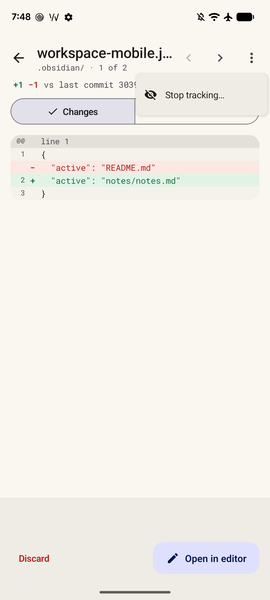 7:48
workspace-mobile.j…
.obsidian/ · 1 of 2
+1 -1 vs last commit 3039
Stop tracking…
Changes
@@ line 1
1 {
- "active": "README.md"
2 + "active": "notes/notes.md"
3 }
Discard
Open in editor